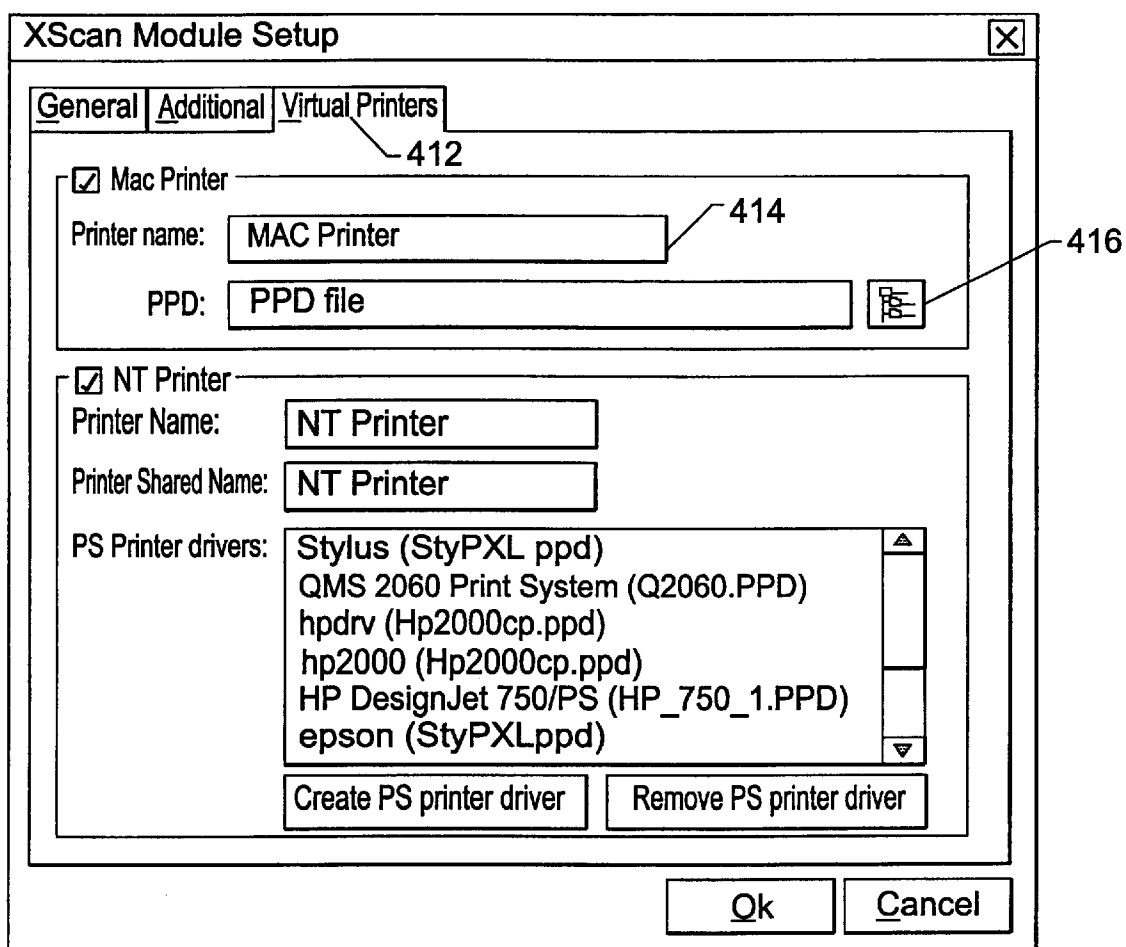 XScan Module Setup
General Additional Virtual Printers
412
Mac Printer
Printer name: MAC Printer
414
416
PPD: PPD file
NT Printer
Printer Name: NT Printer
Printer Shared Name: NT Printer
PS Printer drivers: Stylus (StyPXL ppd)
QMS 2060 Print System (Q2060.PPD)
hpdrv (Hp2000cp.ppd)
hp2000 (Hp2000cp.ppd)
HP DesignJet 750/PS (HP_750_1.PPD)
epson (StyPXLppd)
Create PS printer driver Remove PS printer driver
Ok Cancel